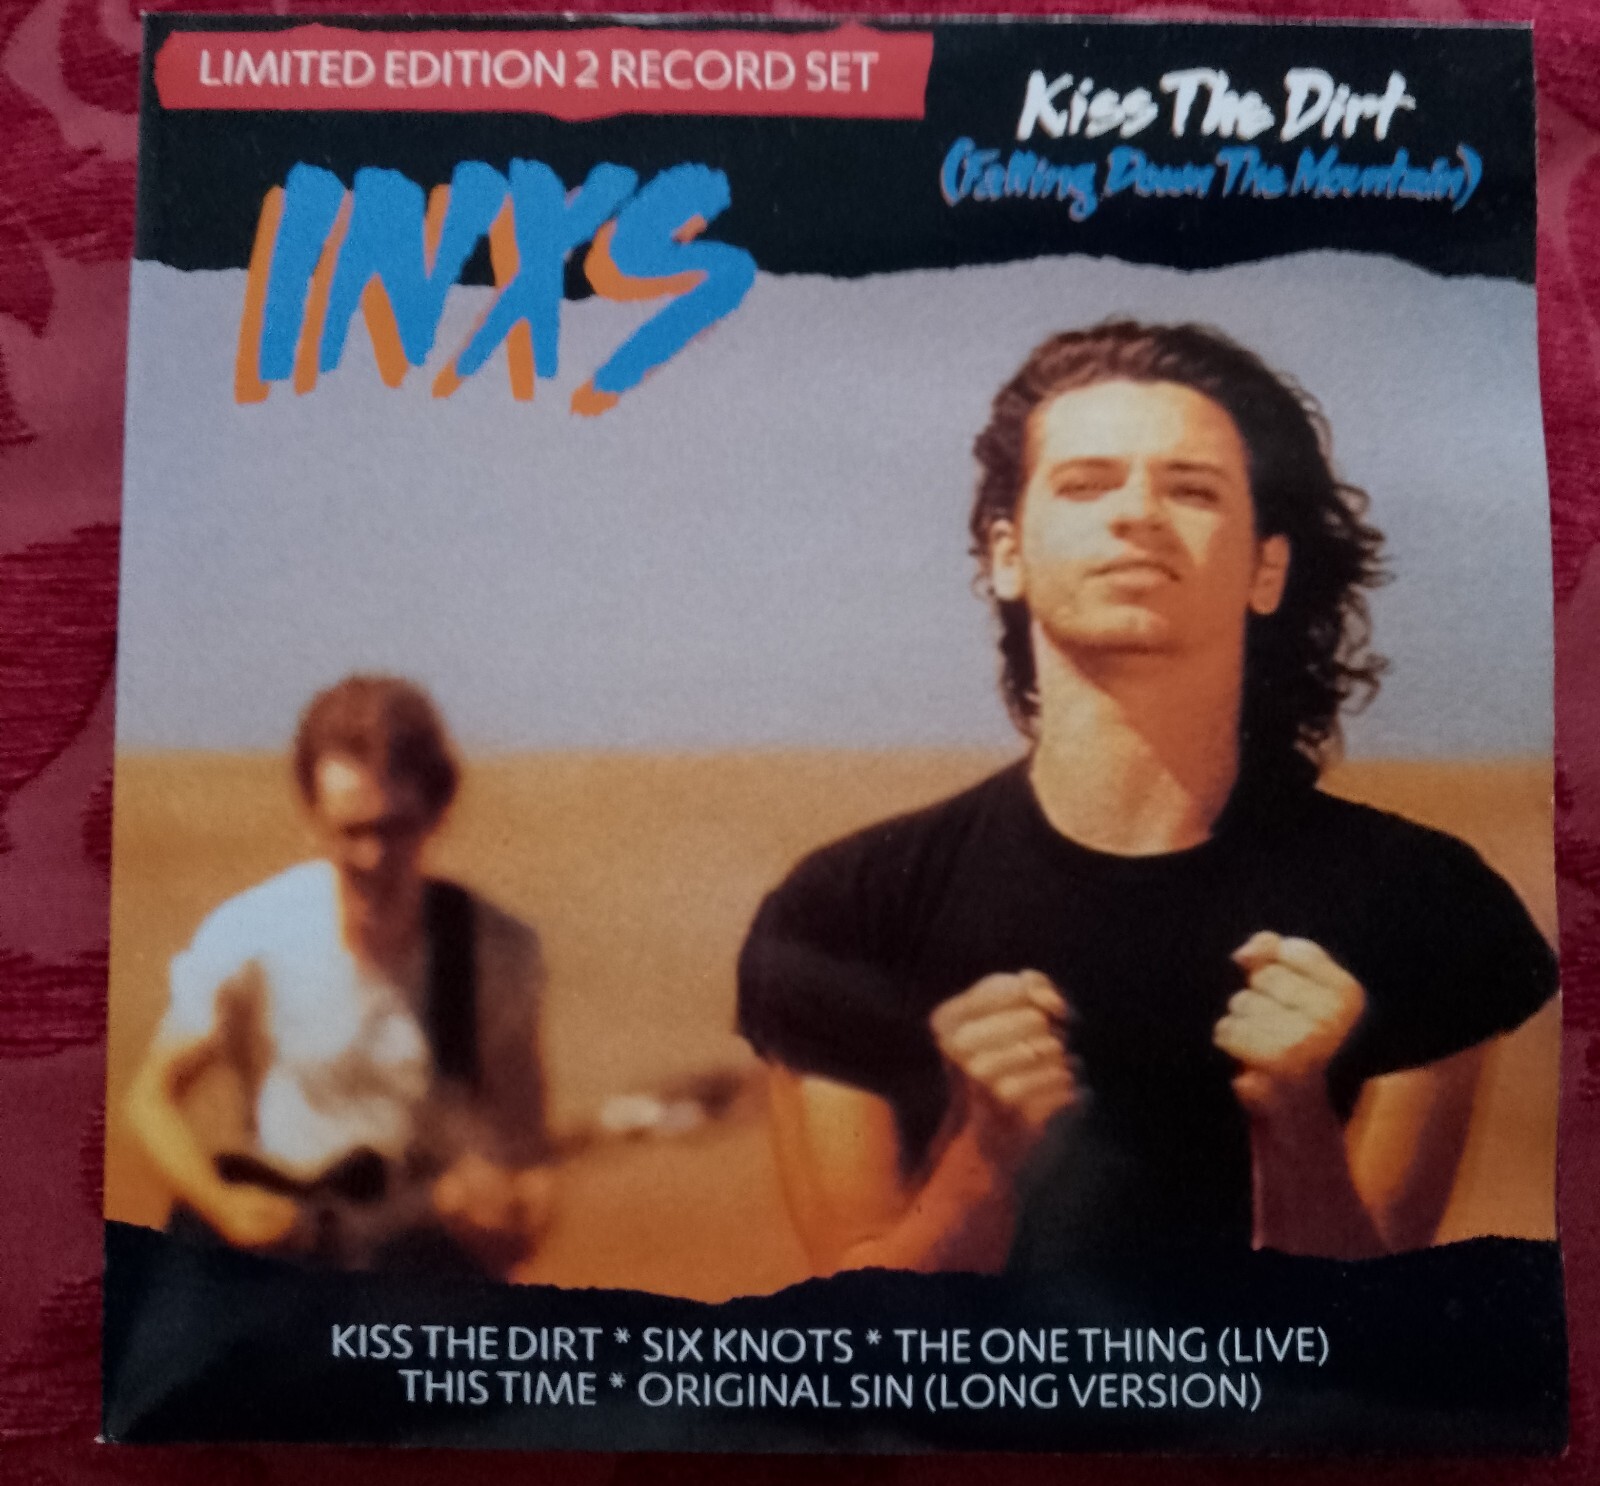 LIMITED EDITION 2 RECORD SET
Kiss The Dirt
(Falling Down The Mountain)
INXS
KISS THE DIRT * SIX KNOTS * THE ONE THING (LIVE)
THIS TIME * ORIGINAL SIN (LONG VERSION)